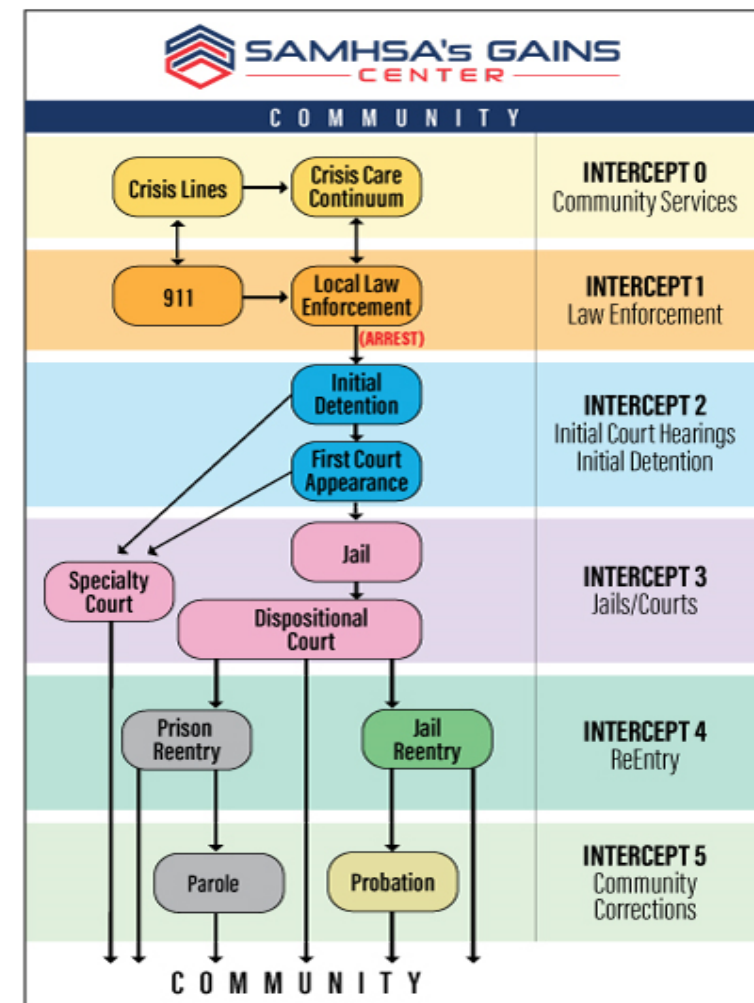 SAMHSA's GAINS
CENTER
COMMUNITY
Crisis Lines
Crisis Care
Continuum
INTERCEPT 0
Community Services
911
Local Law
Enforcement
(ARREST)
INTERCEPT 1
Law Enforcement
Initial
Detention
First Court
Appearance
INTERCEPT 2
Initial Court Hearings
Initial Detention
Jail
Specialty
Court
Dispositional
Court
INTERCEPT 3
Jails/Courts
Prison
Reentry
Jail
Reentry
INTERCEPT 4
ReEntry
Parole
Probation
INTERCEPT 5
Community
Corrections
COMMUNITY